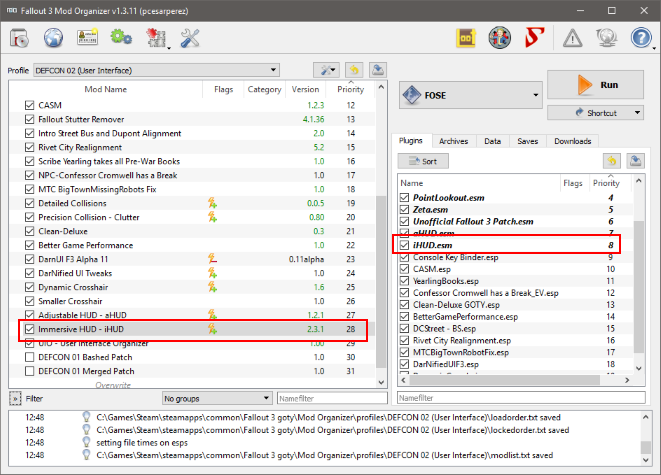 Fallout 3 Mod Organizer v1.3.11 (pcesarperez)
Profile DEFCON 02 (User Interface)
Mod Name Flags Category Version Priority
CASM 1.2.3 12
Fallout Stutter Remover 4.1.36 13
Intro Street Bus and Dupont Alignment 2.0 14
Rivet City Realignment 5.2 15
Scribe Yearling takes all Pre-War Books 1.0 16
NPC-Confessor Cromwell has a Break 1.0 17
MTC BigTownMissingRobots Fix 1.0 18
Detailed Collisions 0.0.5 19
Precision Collision - Clutter 0.80 20
Clean-Deluxe 0.3 21
Better Game Performance 1.0 22
DarnUI F3 Alpha 11 0.11alpha 23
DarNified UI Tweaks 1.0 24
Dynamic Crosshair 1.6 25
Smaller Crosshair 1.0 26
Adjustable HUD - aHUD 1.2.1 27
Immersive HUD - iHUD 2.3.1 28
UIO - User Interface Organizer 1.00 29
DEFCON 01 Bashed Patch 1.0 30
DEFCON 01 Merged Patch 1.0 31
Overwrite
» Filter No groups Namefilter
FOSE
Run
Shortcut
Plugins Archives Data Saves Downloads
Sort
Name Flags Priority
PointLookout.esm 4
Zeta.esm 5
Unofficial Fallout 3 Patch.esm 6
aHUD.esm 7
iHUD.esm 8
Console Key Binder.esp 9
CASM.esp 10
YearlingBooks.esp 11
Confessor Cromwell has a Break_EV.esp 12
Clean-Deluxe GOTY.esp 13
BetterGamePerformance.esp 14
DCStreet - BS.esp 15
Rivet City Realignment.esp 16
MTCBigTownRobotFix.esp 17
DarNifiedUIF3.esp 18
Namefilter
12:48 C:\Games\Steam\steamapps\common\Fallout 3 goty\Mod Organizer\profiles\DEFCON 02 (User Interface)\loadorder.txt saved
12:48 C:\Games\Steam\steamapps\common\Fallout 3 goty\Mod Organizer\profiles\DEFCON 02 (User Interface)\lockedorder.txt saved
12:48 setting file times on esps
12:48 C:\Games\Steam\steamapps\common\Fallout 3 goty\Mod Organizer\profiles\DEFCON 02 (User Interface)\modlist.txt saved